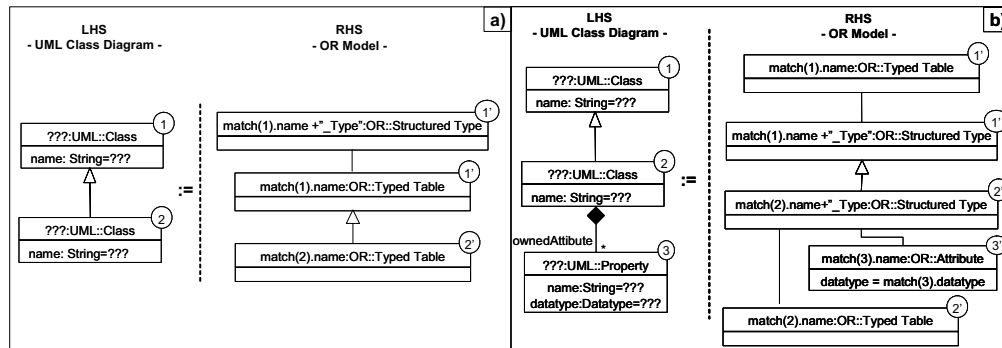 a)
LHS
- UML Class Diagram -
RHS
- OR Model -
1
???:UML::Class
name: String=???
2
???:UML::Class
name: String=???
:=
1'
match(1).name +"_Type":OR::Structured Type
1'
match(1).name:OR::Typed Table
2'
match(2).name:OR::Typed Table
b)
LHS
- UML Class Diagram -
RHS
- OR Model -
1
???:UML::Class
name: String=???
2
???:UML::Class
name: String=???
ownedAttibute
*
3
???:UML::Property
name:String=???
datatype:Datatype=???
:=
1'
match(1).name:OR::Typed Table
1'
match(1).name +"_Type":OR::Structured Type
2'
match(2).name+"_Type:OR::Structured Type
3'
match(3).name:OR::Attribute
datatype = match(3).datatype
2'
match(2).name:OR::Typed Table